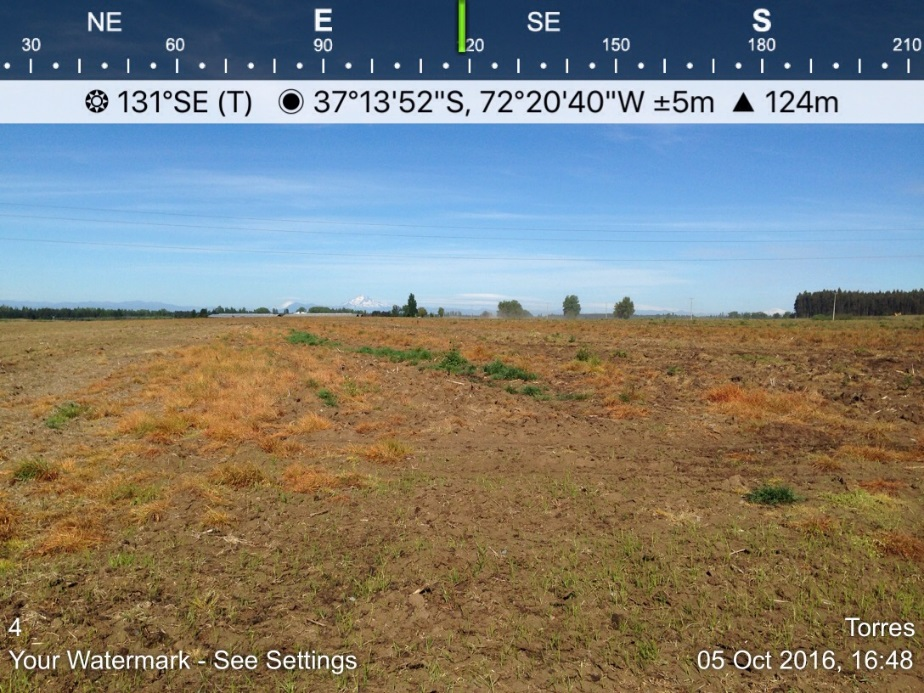 NE E SE S
30 60 90 120 150 180 210
131°SE (T) 37°13'52"S, 72°20'40"W ±5m ▲ 124m
4
Torres
Your Watermark - See Settings
05 Oct 2016, 16:48